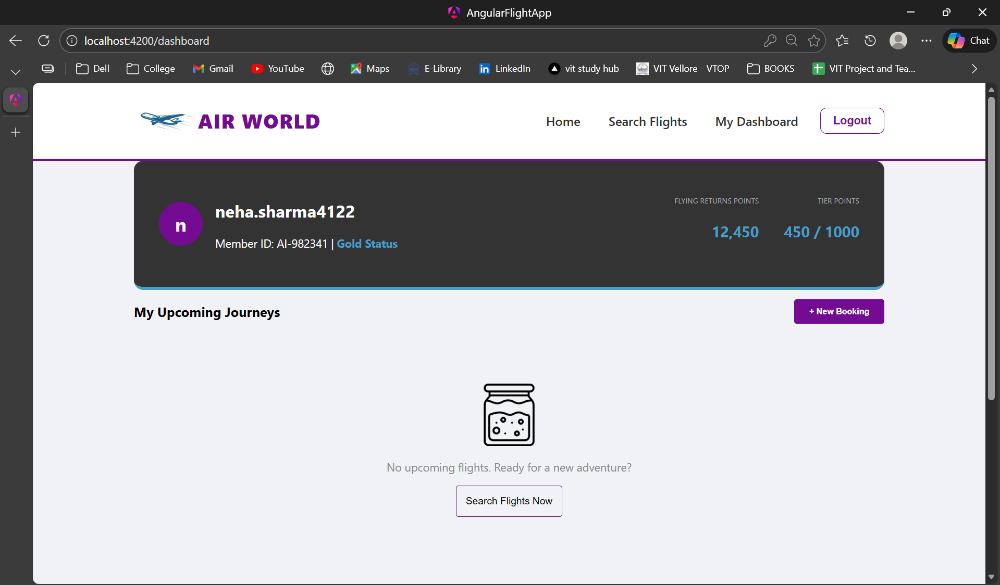 AngularFlightApp
localhost:4200/dashboard
Chat
Dell College Gmail YouTube Maps E-Library LinkedIn vit study hub VIT Vellore - VTOP BOOKS VIT Project and Tea...
AIR WORLD
Home Search Flights My Dashboard Logout
n
neha.sharma4122
Member ID: AI-982341 | Gold Status
FLYING RETURNS POINTS
12,450
TIER POINTS
450 / 1000
My Upcoming Journeys
+ New Booking
No upcoming flights. Ready for a new adventure?
Search Flights Now